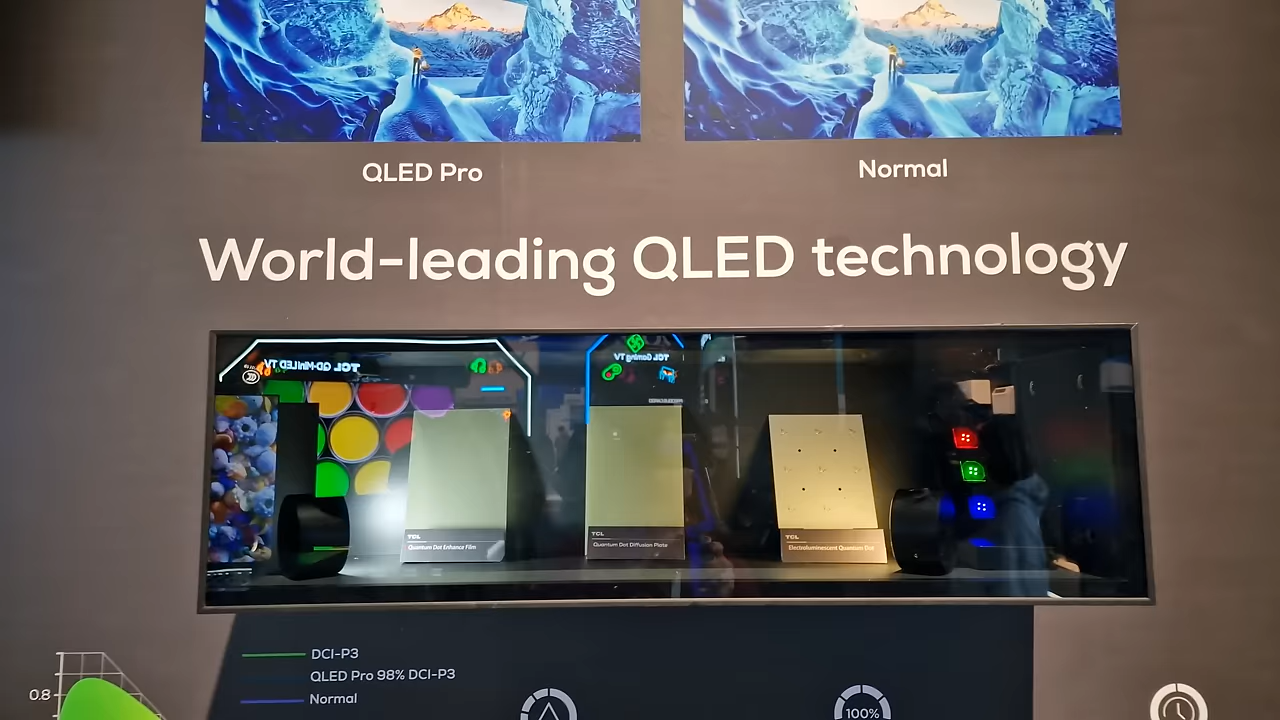 QLED Pro
Normal
World-leading QLED technology
TCL QD-MiniLED TV
TCL Gaming TV
TCL
Quantum Dot Enhance Film
TCL
Quantum Dot Diffusion Plate
TCL
Electroluminescent Quantum Dot
DCI-P3
QLED Pro 98% DCI-P3
Normal
0.8
100%